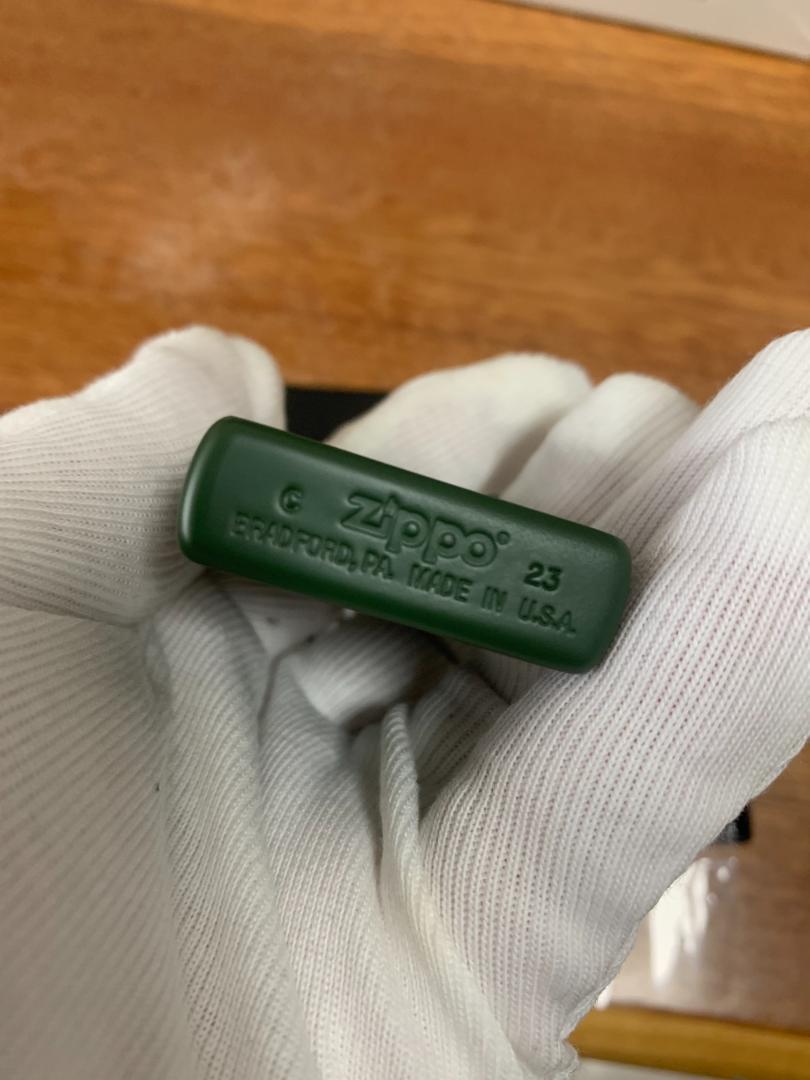 G Zippo® 23
BRADFORD, PA. MADE IN U.S.A.